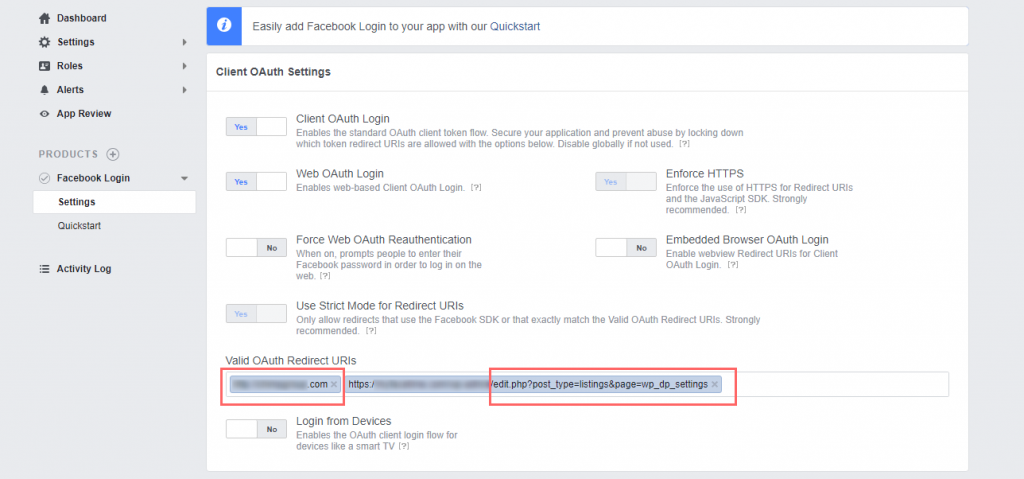 Dashboard
Settings
Roles
Alerts
App Review
PRODUCTS
Facebook Login
Settings
Quickstart
Activity Log
Easily add Facebook Login to your app with our Quickstart
Client OAuth Settings
Yes
Client OAuth Login
Enables the standard OAuth client token flow. Secure your application and prevent abuse by locking down
which token redirect URIs are allowed with the options below. Disable globally if not used. [?]
Yes
Web OAuth Login
Enables web-based Client OAuth Login. [?]
Yes
Enforce HTTPS
Enforce the use of HTTPS for Redirect URIs
and the JavaScript SDK. Strongly
recommended. [?]
No
Force Web OAuth Reauthentication
When on, prompts people to enter their
Facebook password in order to log in on the
web. [?]
No
Embedded Browser OAuth Login
Enable webview Redirect URIs for Client
OAuth Login. [?]
Yes
Use Strict Mode for Redirect URIs
Only allow redirects that use the Facebook SDK or that exactly match the Valid OAuth Redirect URIs. Strongly
recommended. [?]
Valid OAuth Redirect URIs
.com × https:/ /edit.php?post_type=listings&page=wp_dp_settings ×
No
Login from Devices
Enables the OAuth client login flow for
devices like a smart TV [?]